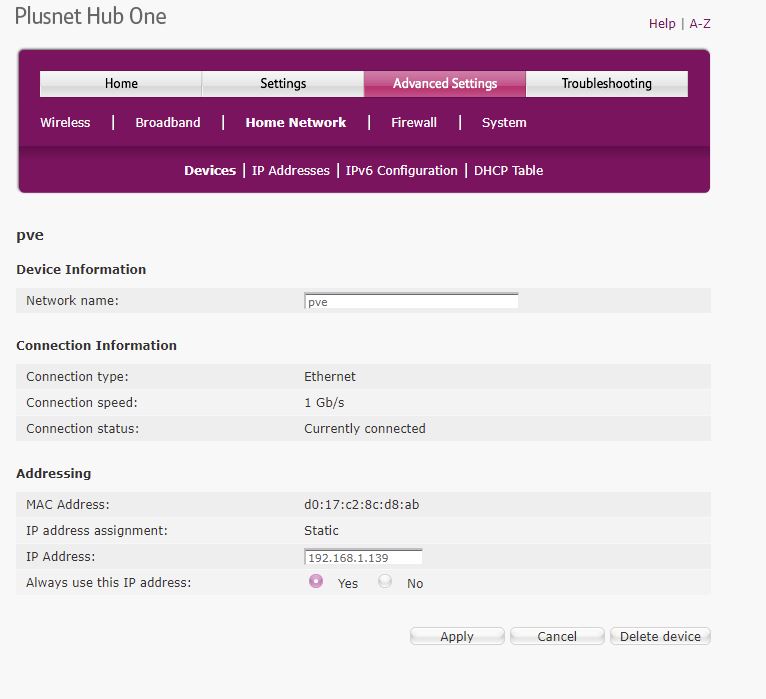 Plusnet Hub One
Help | A-Z
Home Settings Advanced Settings Troubleshooting
Wireless | Broadband | Home Network | Firewall | System
Devices | IP Addresses | IPv6 Configuration | DHCP Table
pve
Device Information
Network name: pve
Connection Information
Connection type: Ethernet
Connection speed: 1 Gb/s
Connection status: Currently connected
Addressing
MAC Address: d0:17:c2:8c:d8:ab
IP address assignment: Static
IP Address: 192.168.1.139
Always use this IP address: Yes No
Apply Cancel Delete device